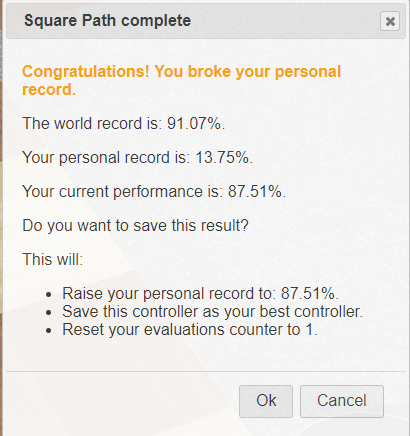 Square Path complete
Congratulations! You broke your personal
record.
The world record is: 91.07%.
Your personal record is: 13.75%.
Your current performance is: 87.51%.
Do you want to save this result?
This will:
• Raise your personal record to: 87.51%.
• Save this controller as your best controller.
• Reset your evaluations counter to 1.
Ok
Cancel